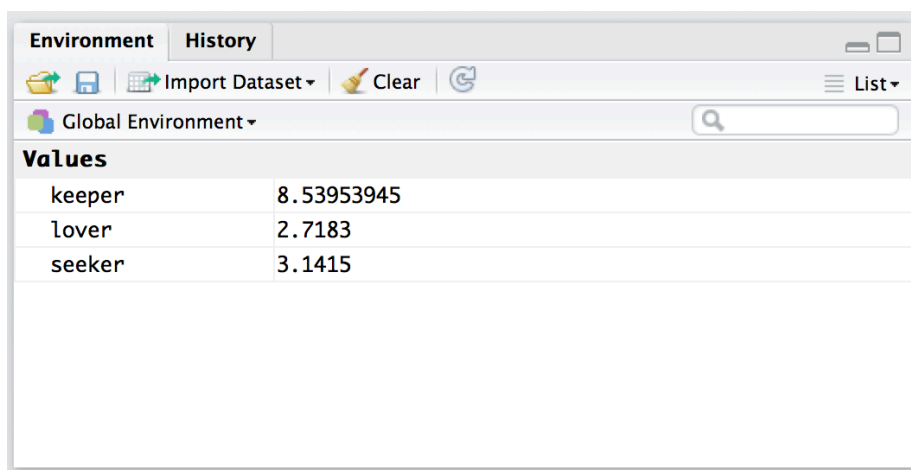 Environment History
Import Dataset Clear List
Global Environment
Values
keeper 8.53953945
lover 2.7183
seeker 3.1415